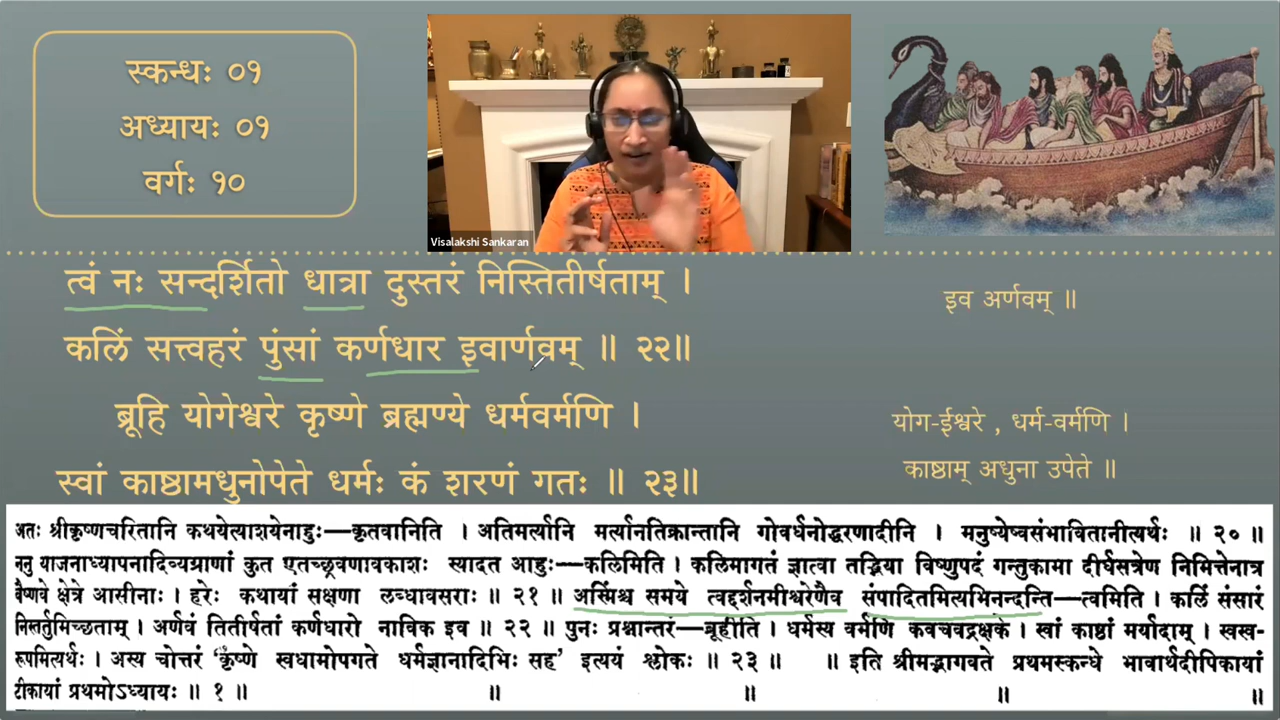 स्कन्धः ०१
अध्यायः ०१
वर्गः १०
Visalakshi Sankaran
त्वं नः सन्दर्शितो धात्रा दुस्तरं निस्तितीर्षताम् ।
कलिं सत्त्वहरं पुंसां कर्णधार इवार्णवम् ॥ २२॥
इव अर्णवम् ॥
ब्रूहि योगेश्वरे कृष्णे ब्रह्मण्ये धर्मवर्मणि ।
स्वां काष्ठामधुनोपेते धर्मः कं शरणं गतः ॥ २३॥
योग-ईश्वरे , धर्म-वर्मणि ।
काष्ठाम् अधुना उपेते ॥
अतः श्रीकृष्णचरितानि कथयेत्याशयेनाहुः—कृतवानिति । अतिमर्त्यानि मर्त्यानतिक्रान्तानि गोवर्धनोद्धरणादीनि । मनुष्येष्वसंभावितानीत्यर्थः ॥ २० ॥
ननु याजनाध्यापनादिव्यग्राणां कुत एतच्छ्रवणावकाशः स्यादत आहुः—कलिमिति । कलिमागतं ज्ञात्वा तद्भिया विष्णुपदं गन्तुकामा दीर्घसत्रेण निमित्तेनात्र
वैष्णवे क्षेत्रे आसीनाः । हरेः कथायां सक्षणा लब्धावसराः ॥ २१ ॥ अस्मिंश्च समये त्वद्दर्शनमीश्वरेणैव संपादितमित्यभिनन्दन्ति—त्वमिति । कलिं संसारं
निस्तर्तुमिच्छताम् । अर्णवं तितीर्षतां कर्णधारो नाविक इव ॥ २२ ॥ पुनः प्रश्नान्तरं—ब्रूहीति । धर्मस्य वर्मणि कवचवद्रक्षके । स्वां काष्ठां मर्यादाम् । स्वस्व-
रूपमित्यर्थः । अस्य चोत्तरं ‘कृष्णे स्वधामोपगते धर्मज्ञानादिभिः सह’ इत्ययं श्लोकः ॥ २३ ॥ ॥ इति श्रीमद्भागवते प्रथमस्कन्धे भावार्थदीपिकायां
टीकायां प्रथमोऽध्यायः ॥ १ ॥ ॥ ॥ ॥ ॥